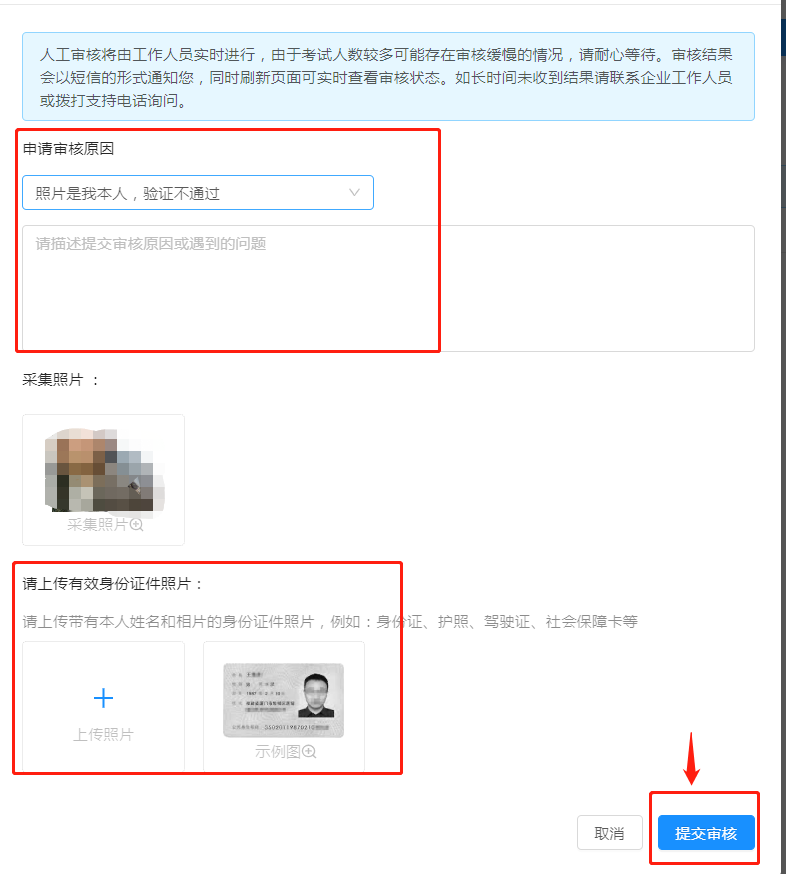 人工审核将由工作人员实时进行，由于考试人数较多可能存在审核缓慢的情况，请耐心等待。审核结果
会以短信的形式通知您，同时刷新页面可实时查看审核状态。如长时间未收到结果请联系企业工作人员
或拨打支持电话询问。
申请审核原因
照片是我本人，验证不通过
请描述提交审核原因或遇到的问题
采集照片 ：
采集照片
请上传有效身份证件照片：
请上传带有本人姓名和相片的身份证件照片，例如：身份证、护照、驾驶证、社会保障卡等
上传照片
示例图
取消
提交审核